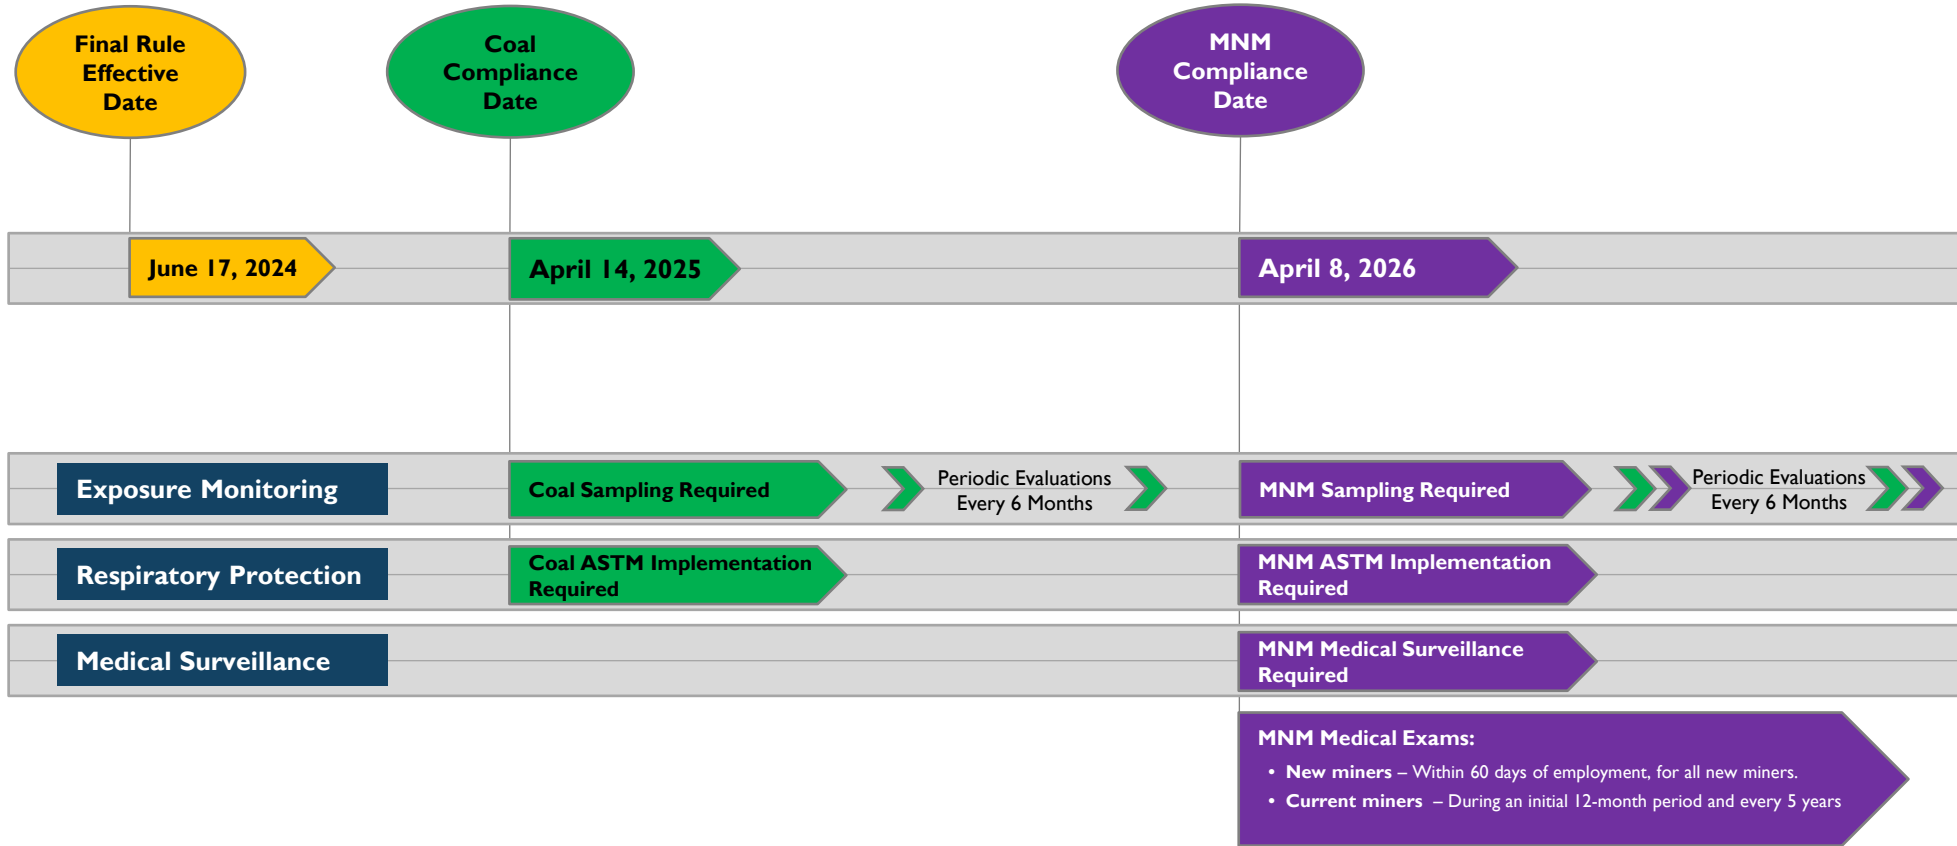 Final Rule
Effective
Date
Coal
Compliance
Date
MNM
Compliance
Date
June 17, 2024
April 14, 2025
April 8, 2026
Exposure Monitoring
Coal Sampling Required
Periodic Evaluations
Every 6 Months
MNM Sampling Required
Periodic Evaluations
Every 6 Months
Respiratory Protection
Coal ASTM Implementation
Required
MNM ASTM Implementation
Required
Medical Surveillance
MNM Medical Surveillance
Required
MNM Medical Exams:
• New miners – Within 60 days of employment, for all new miners.
• Current miners – During an initial 12-month period and every 5 years